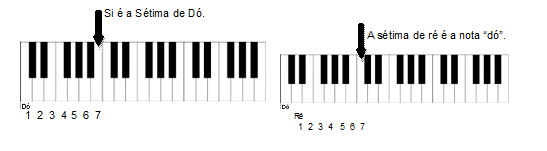 Si é a Sétima de Dó.
Dó
1 2 3 4 5 6 7
A sétima de ré é a nota “dó”.
Dó
Ré
1 2 3 4 5 6 7